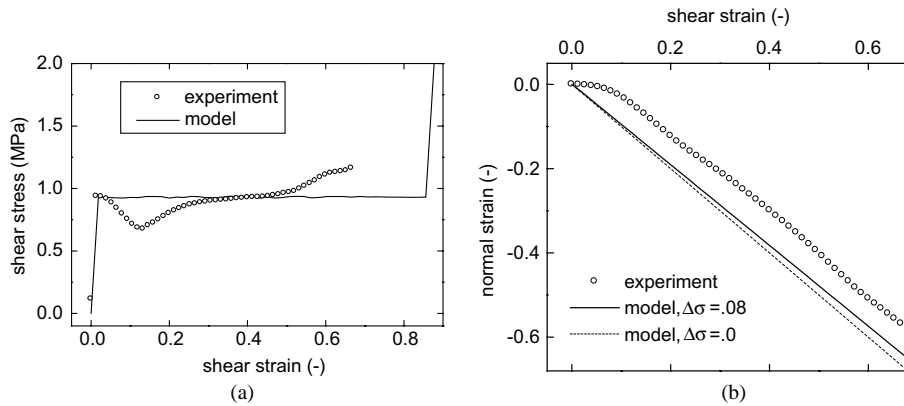 2.0
1.5
1.0
0.5
0.0
shear stress (MPa)
experiment
model
0.0 0.2 0.4 0.6 0.8
shear strain (-)
(a)
shear strain (-)
0.0 0.2 0.4 0.6
0.0
-0.2
-0.4
-0.6
normal strain (-)
experiment
model, Δσ=.08
model, Δσ=.0
(b)